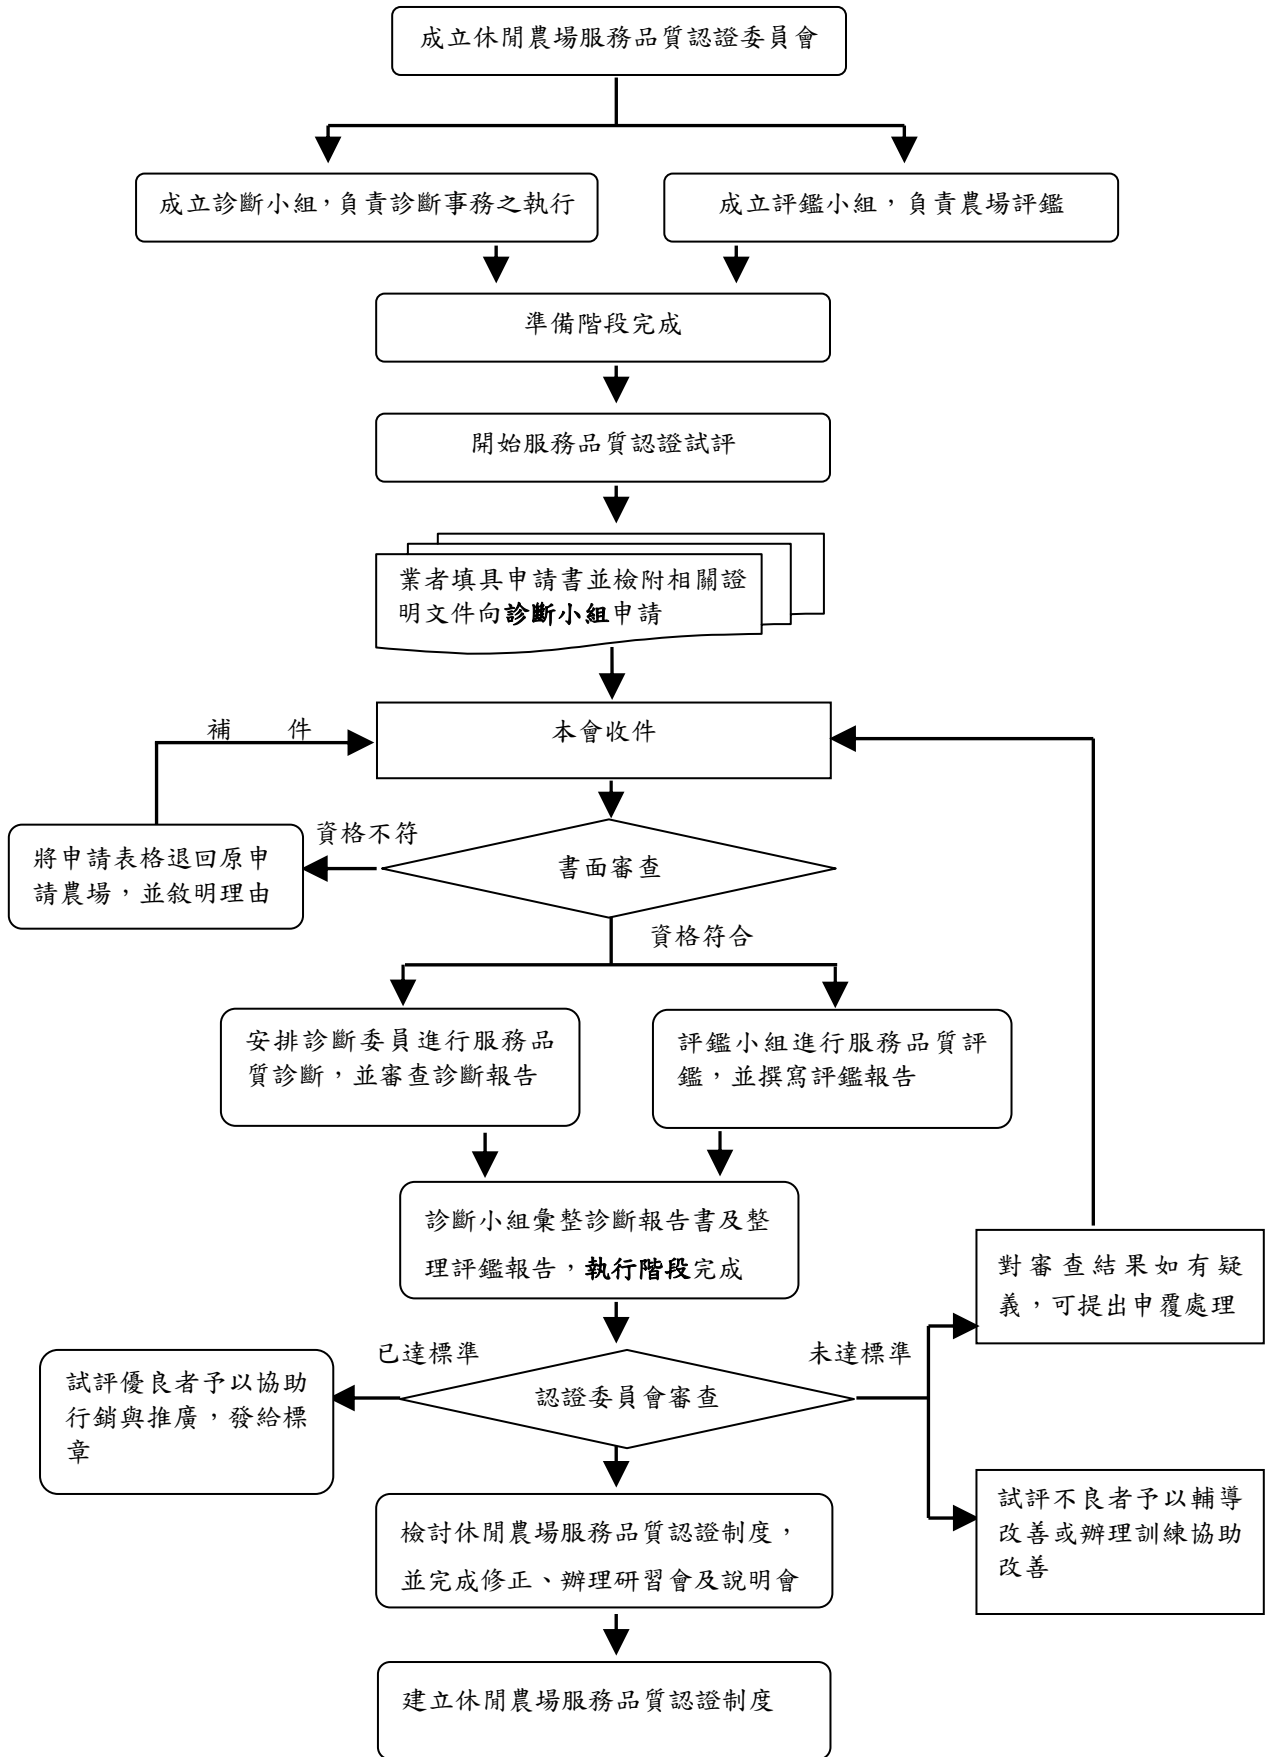 成立休閒農場服務品質認證委員會
成立診斷小組，負責診斷事務之執行
成立評鑑小組，負責農場評鑑
準備階段完成
開始服務品質認證試評
業者填具申請書並檢附相關證
明文件向診斷小組申請
補　　件
本會收件
資格不符
將申請表格退回原申
請農場，並敘明理由
書面審查
資格符合
安排診斷委員進行服務品
質診斷，並審查診斷報告
評鑑小組進行服務品質評
鑑，並撰寫評鑑報告
診斷小組彙整診斷報告書及整
理評鑑報告，執行階段完成
對審查結果如有疑
義，可提出申覆處理
已達標準
未達標準
試評優良者予以協助
行銷與推廣，發給標
章
認證委員會審查
試評不良者予以輔導
改善或辦理訓練協助
改善
檢討休閒農場服務品質認證制度，
並完成修正、辦理研習會及說明會
建立休閒農場服務品質認證制度